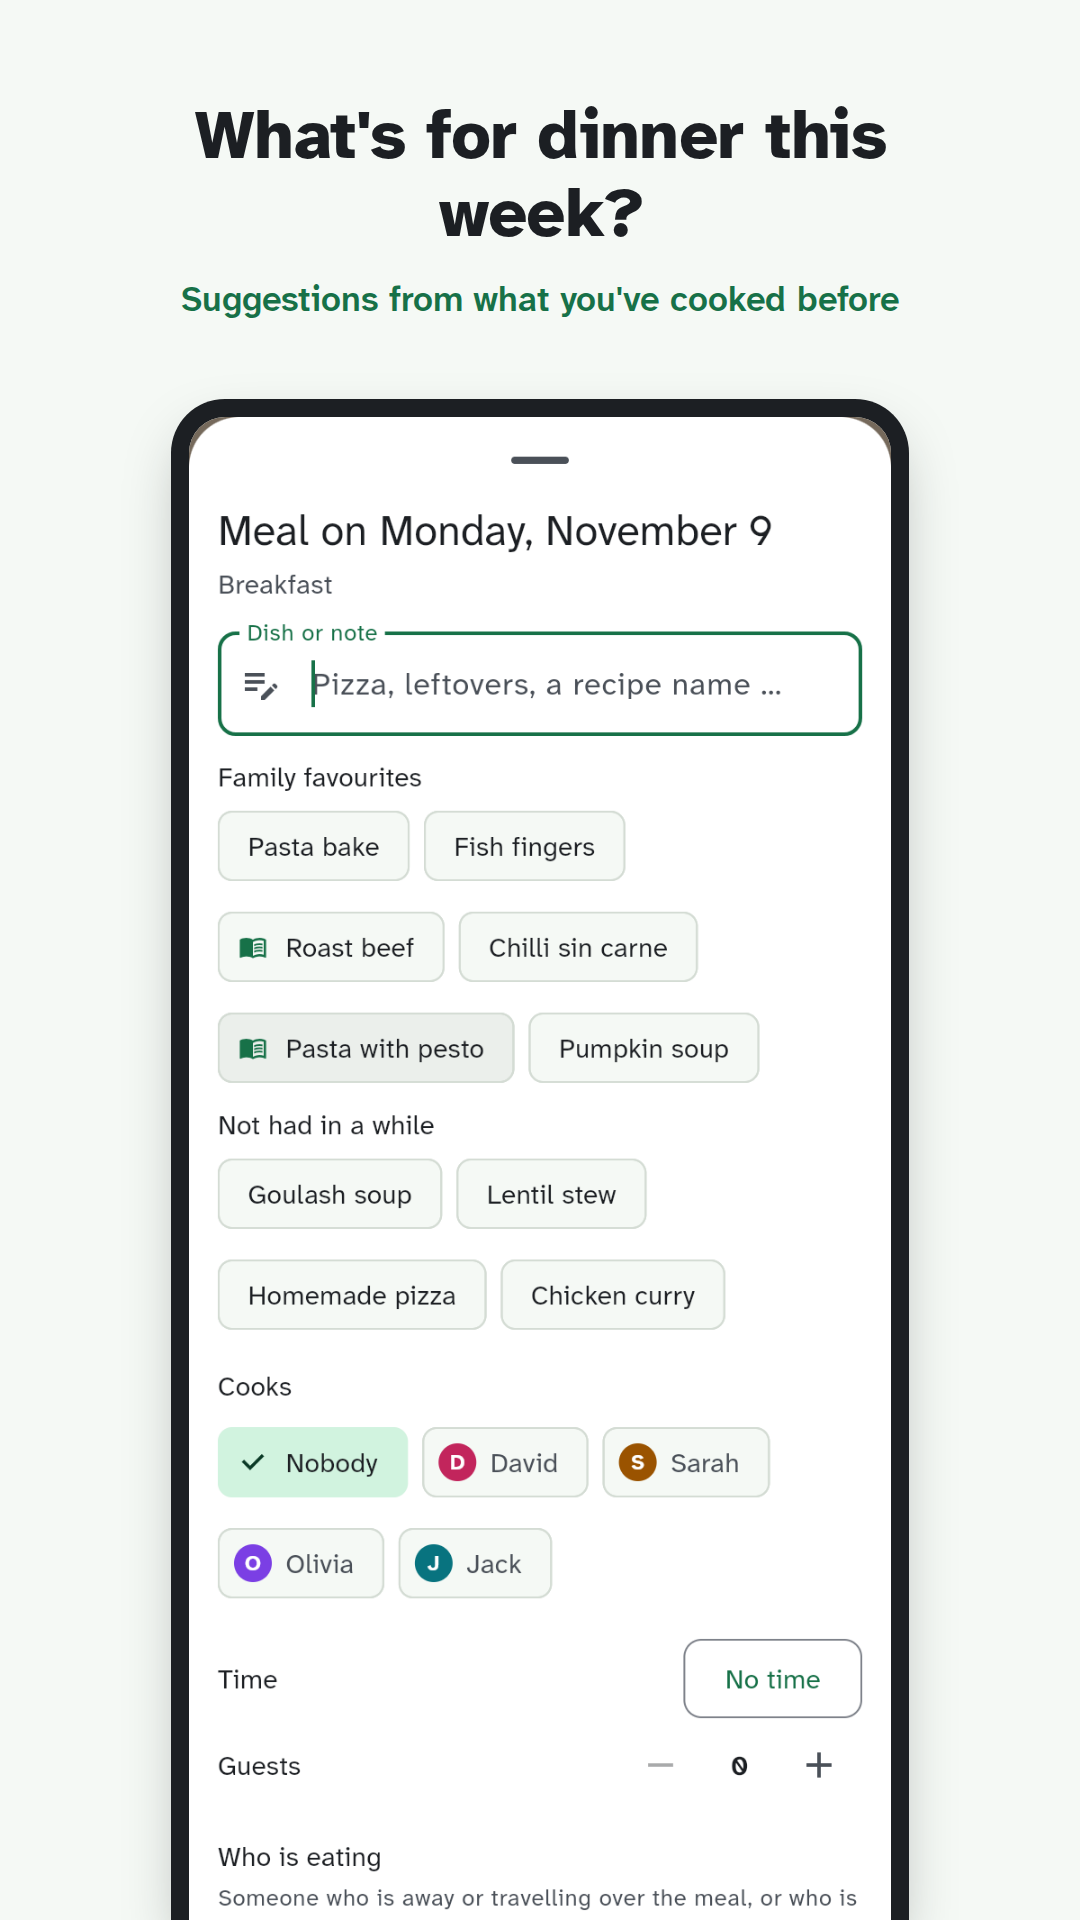 What's for dinner this
week?
Suggestions from what you've cooked before
Meal on Monday, November 9
Breakfast
Dish or note
Pizza, leftovers, a recipe name ...
Family favourites
Pasta bake
Fish fingers
Roast beef
Chilli sin carne
Pasta with pesto
Pumpkin soup
Not had in a while
Goulash soup
Lentil stew
Homemade pizza
Chicken curry
Cooks
Nobody
D David
S Sarah
O Olivia
J Jack
Time
No time
Guests
0
Who is eating
Someone who is away or travelling over the meal, or who is